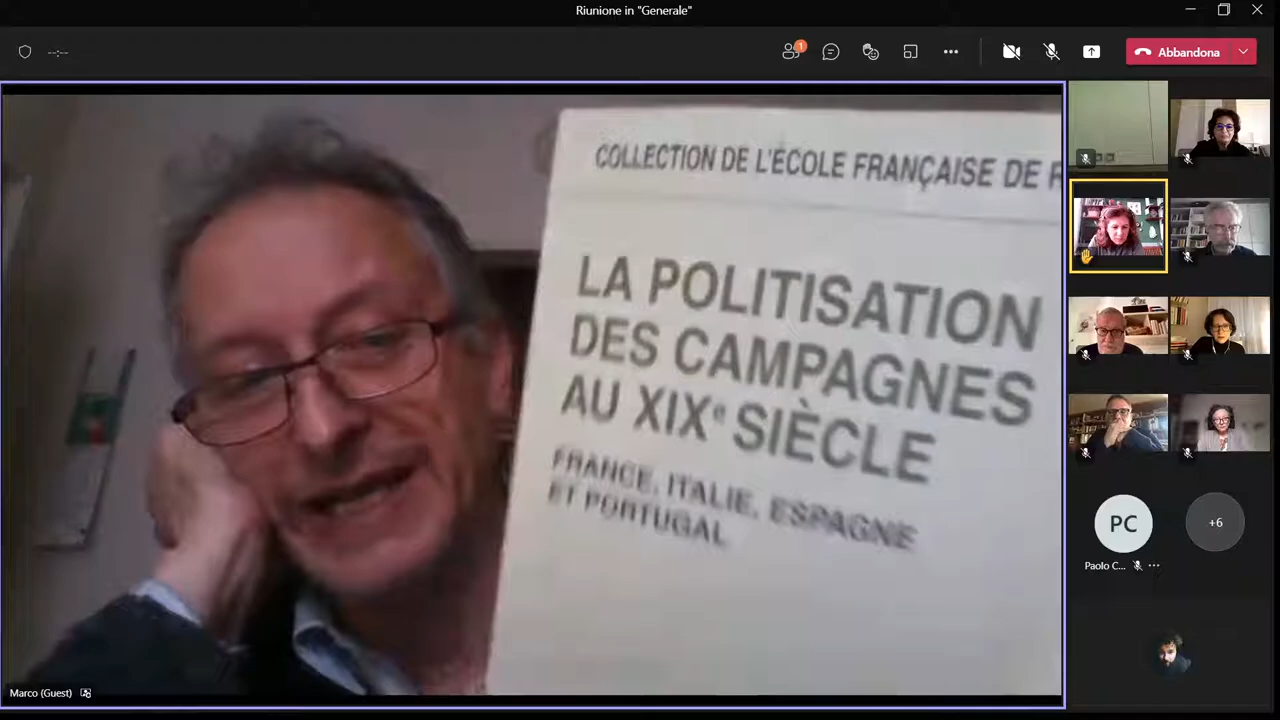 Riunione in "Generale"
--:--
1
Abbandona
COLLECTION DE L'ÉCOLE FRANÇAISE DE
LA POLITISATION
DES CAMPAGNES
AU XIXe SIÈCLE
FRANCE, ITALIE, ESPAGNE
ET PORTUGAL
PC
+6
Paolo C...
Marco (Guest)